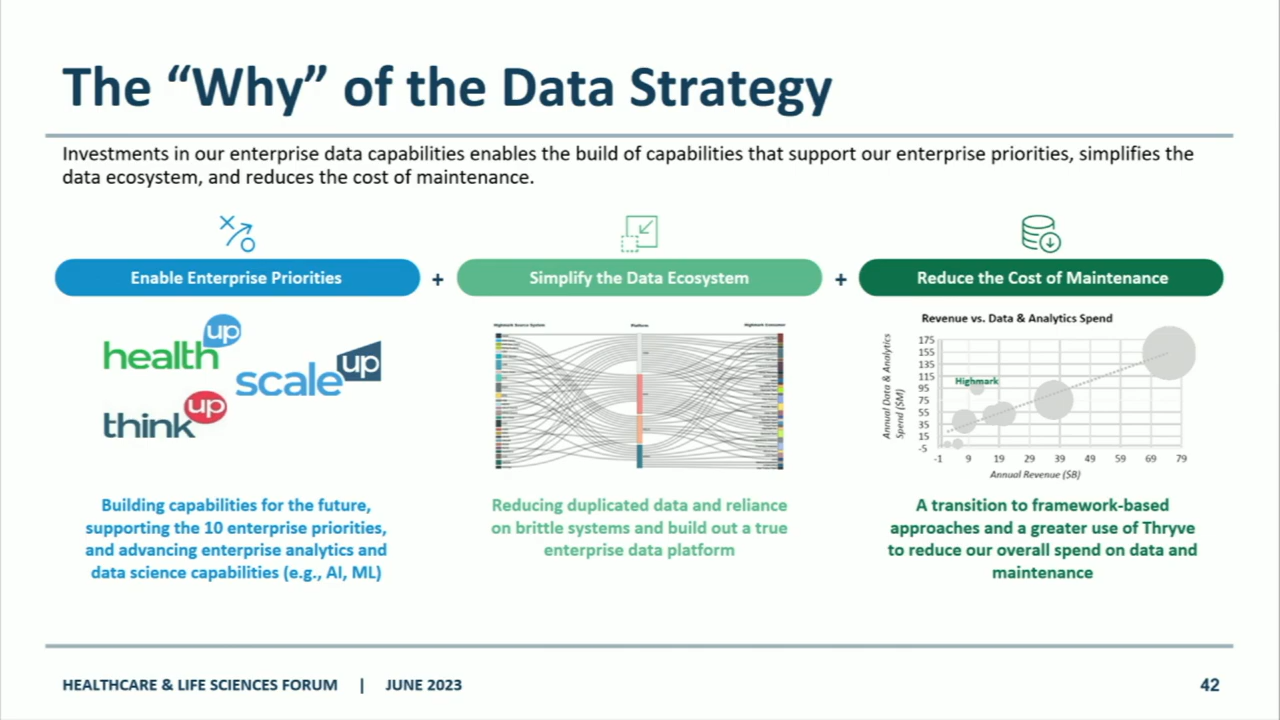 The “Why” of the Data Strategy
Investments in our enterprise data capabilities enables the build of capabilities that support our enterprise priorities, simplifies the
data ecosystem, and reduces the cost of maintenance.
Enable Enterprise Priorities
+
Simplify the Data Ecosystem
+
Reduce the Cost of Maintenance
health up
scale up
think up
Highmark Source System
Platform
Highmark Consumer
Revenue vs. Data & Analytics Spend
Annual Data & Analytics
Spend ($M)
175
155
135
115
95
75
55
35
15
-5
Highmark
-1 9 19 29 39 49 59 69 79
Annual Revenue ($B)
Building capabilities for the future,
supporting the 10 enterprise priorities,
and advancing enterprise analytics and
data science capabilities (e.g., AI, ML)
Reducing duplicated data and reliance
on brittle systems and build out a true
enterprise data platform
A transition to framework-based
approaches and a greater use of Thryve
to reduce our overall spend on data and
maintenance
HEALTHCARE & LIFE SCIENCES FORUM | JUNE 2023
42